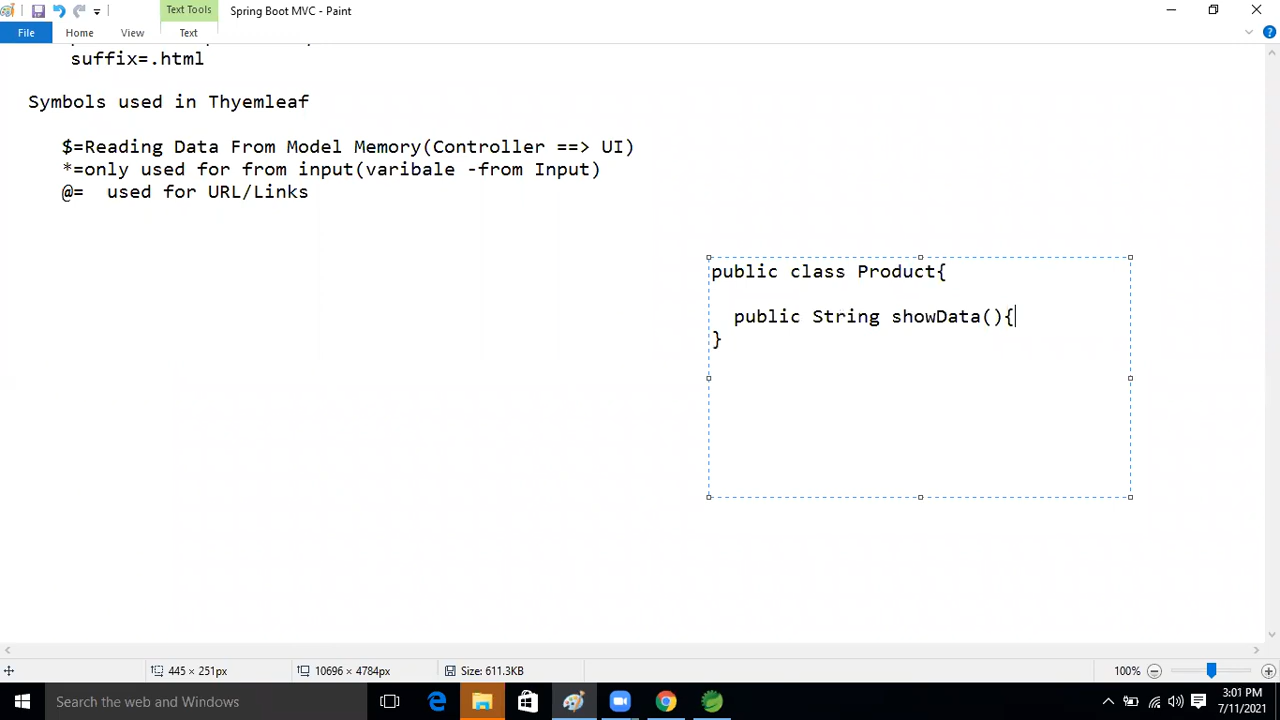 Text Tools
Spring Boot MVC - Paint
File
Home
View
Text
suffix=.html
Symbols used in Thyemleaf
$=Reading Data From Model Memory(Controller ==> UI)
*=only used for from input(varibale -from Input)
@=  used for URL/Links
public class Product{
public String showData(){
}
445 × 251px
10696 × 4784px
Size: 611.3KB
100%
Search the web and Windows
3:01 PM
7/11/2021